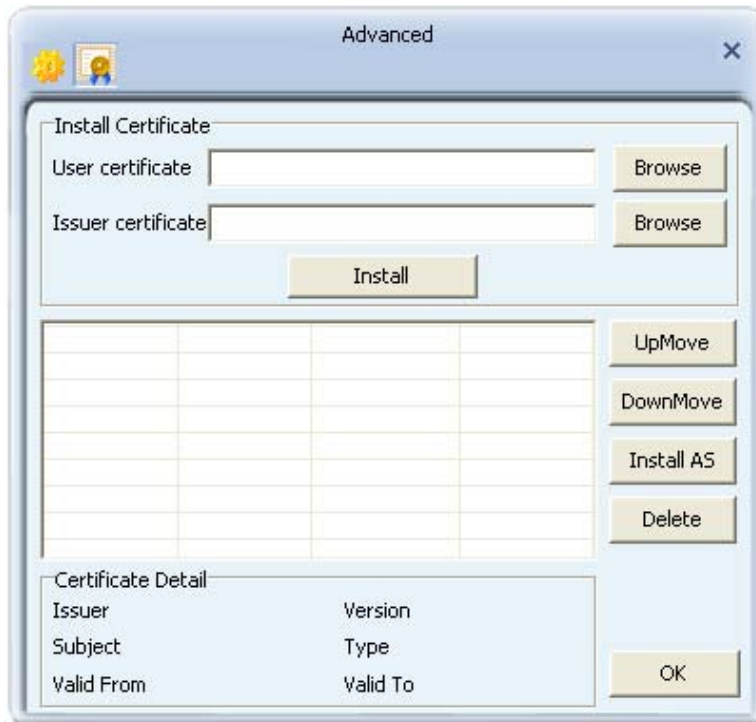 Advanced
Install Certificate
User certificate Browse
Issuer certificate Browse
Install
UpMove
DownMove
Install AS
Delete
Certificate Detail
Issuer Version
Subject Type
Valid From Valid To
OK